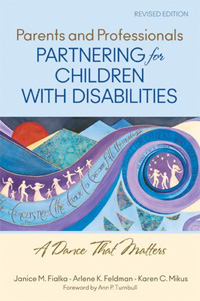 REVISED EDITION
Parents and Professionals
PARTNERING for
CHILDREN
WITH DISABILITIES
A Dance That Matters
Janice M. Fialka • Arlene K. Feldman • Karen C. Mikus
Foreword by Ann P. Turnbull